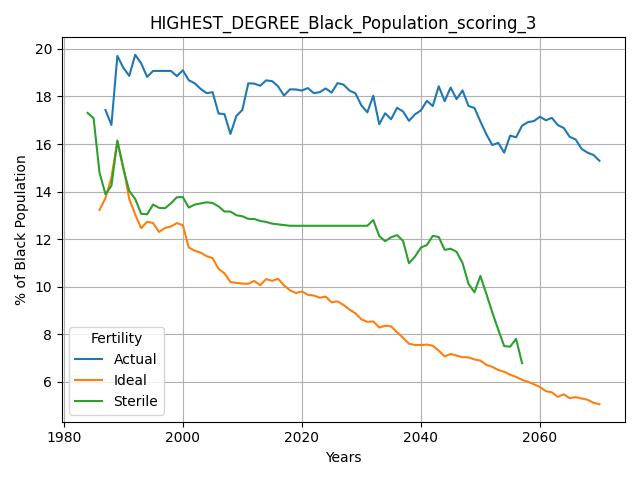 HIGHEST_DEGREE_Black_Population_scoring_3
% of Black Population
20
18
16
14
12
10
8
6
Fertility
Actual
Ideal
Sterile
1980 2000 2020 2040 2060
Years